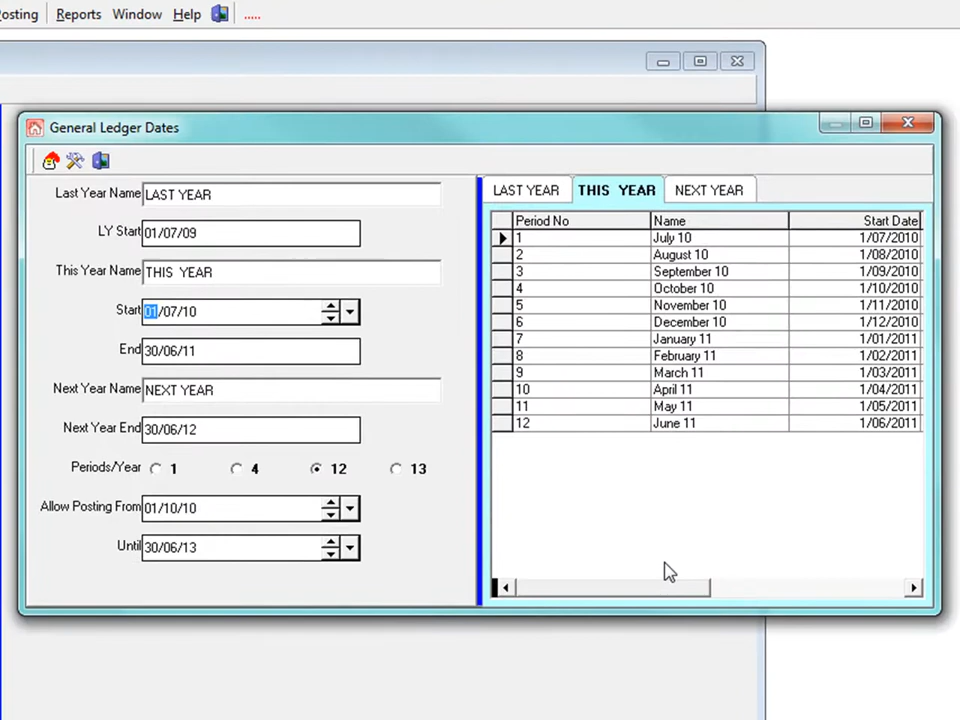 osting Reports Window Help .....
General Ledger Dates
Last Year Name LAST YEAR
LY Start 01/07/09
This Year Name THIS YEAR
Start 01/07/10
End 30/06/11
Next Year Name NEXT YEAR
Next Year End 30/06/12
Periods/Year 1 4 12 13
Allow Posting From 01/10/10
Until 30/06/13
LAST YEAR THIS YEAR NEXT YEAR
Period No Name Start Date
1 July 10 1/07/2010
2 August 10 1/08/2010
3 September 10 1/09/2010
4 October 10 1/10/2010
5 November 10 1/11/2010
6 December 10 1/12/2010
7 January 11 1/01/2011
8 February 11 1/02/2011
9 March 11 1/03/2011
10 April 11 1/04/2011
11 May 11 1/05/2011
12 June 11 1/06/2011